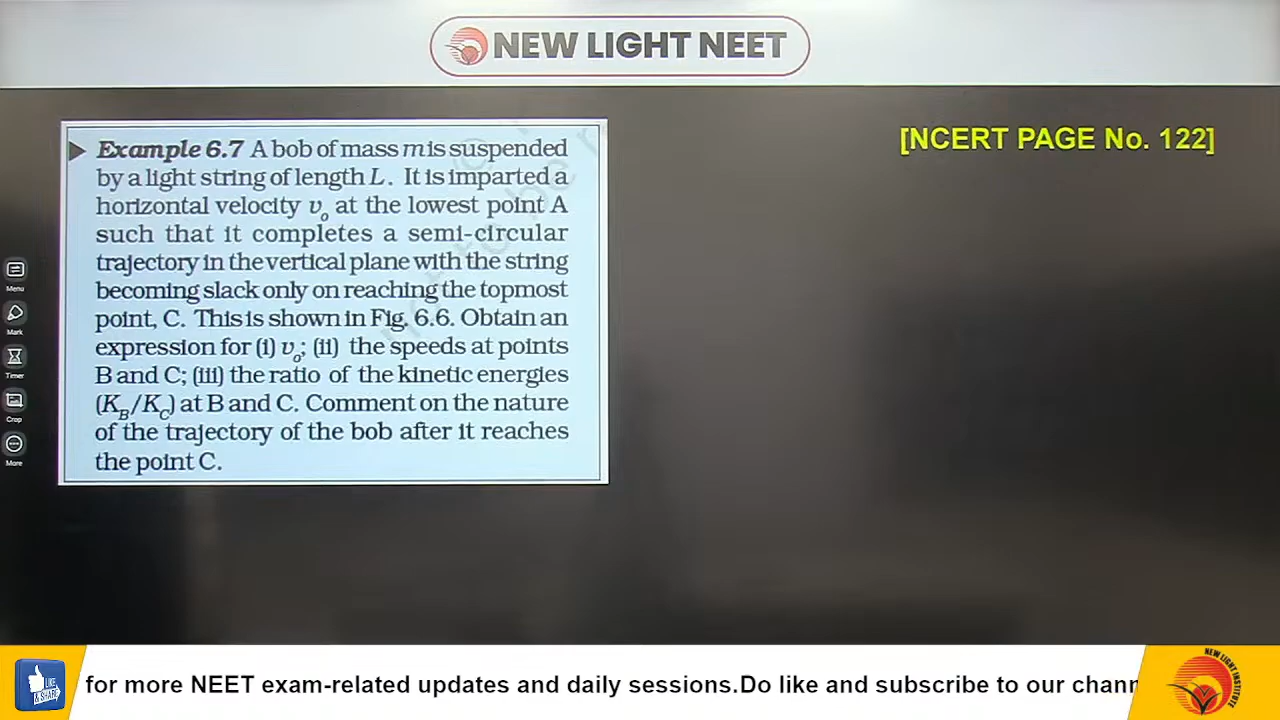 NEW LIGHT NEET
[NCERT PAGE No. 122]
Example 6.7 A bob of mass m is suspended
by a light string of length L. It is imparted a
horizontal velocity vo at the lowest point A
such that it completes a semi-circular
trajectory in the vertical plane with the string
becoming slack only on reaching the topmost
point, C. This is shown in Fig. 6.6. Obtain an
expression for (i) vo; (ii) the speeds at points
B and C; (iii) the ratio of the kinetic energies
(KB/KC) at B and C. Comment on the nature
of the trajectory of the bob after it reaches
the point C.
Menu
Mark
Timer
Crop
More
LIKE
& SHARE
for more NEET exam-related updates and daily sessions.Do like and subscribe to our chann
NEW LIGHT INSTITUTE